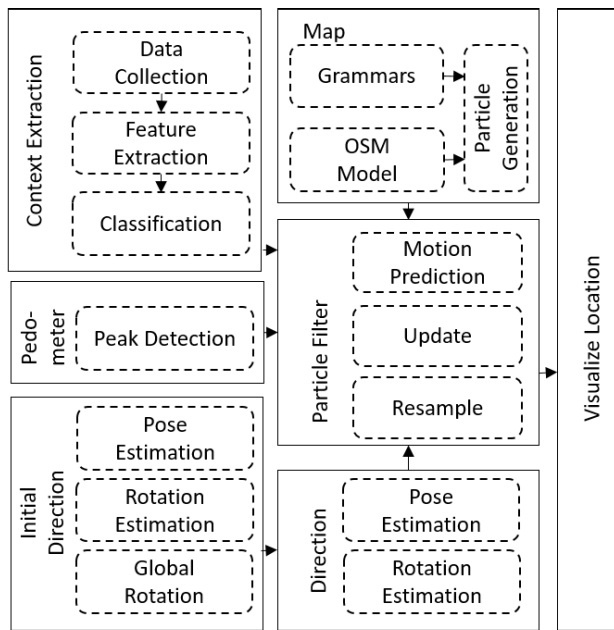 Context Extraction
Data
Collection
Feature
Extraction
Classification
Pedo-
meter
Peak Detection
Initial
Direction
Pose
Estimation
Rotation
Estimation
Global
Rotation
Map
Grammars
OSM
Model
Particle
Generation
Particle Filter
Motion
Prediction
Update
Resample
Direction
Pose
Estimation
Rotation
Estimation
Visualize Location